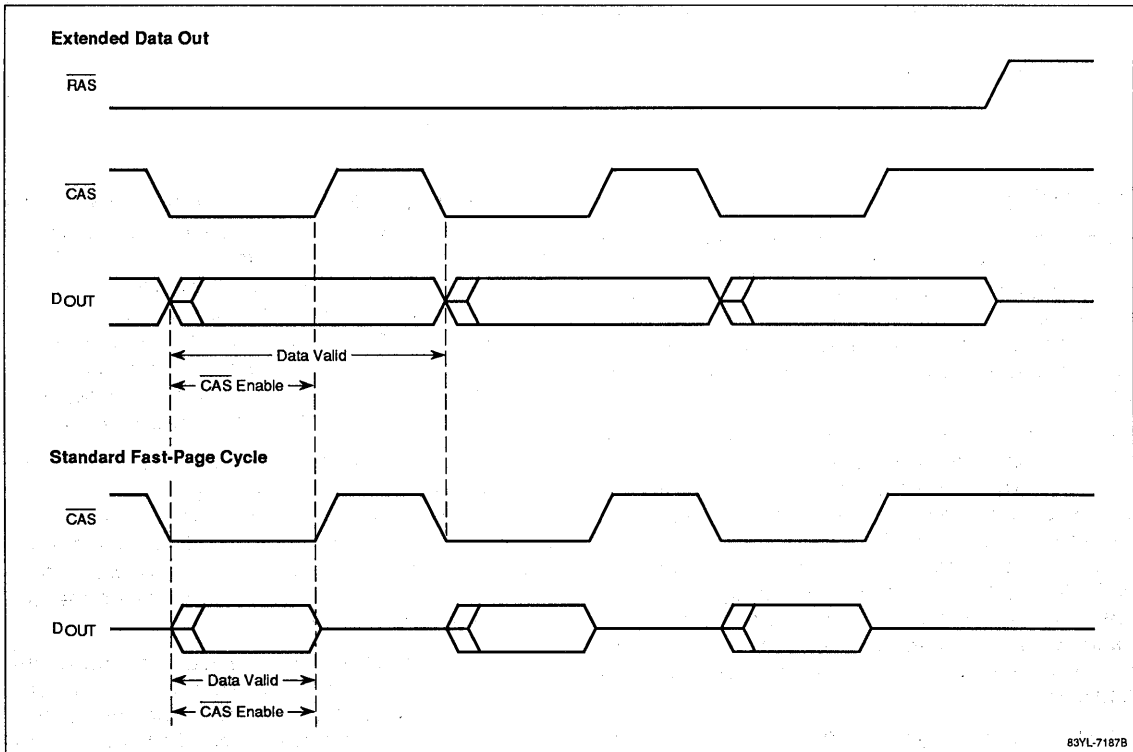 Extended Data Out
RAS
CAS
DOUT
Data Valid
CAS Enable
Standard Fast-Page Cycle
CAS
DOUT
Data Valid
CAS Enable
83YL-7187B